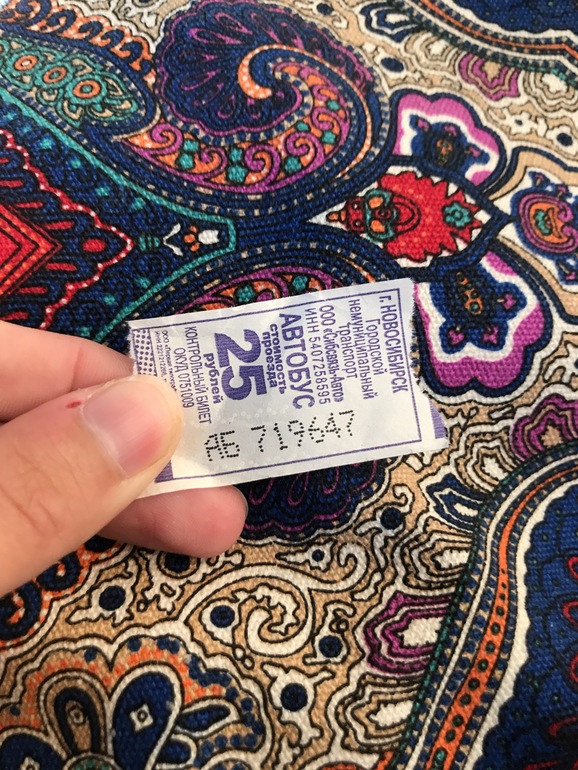 г. НОВОСИБИРСК
Городской
немуниципальный
Транспорт
ООО "Сибсвязь-Авто"
ИНН 5407258595
АВТОБУС
стоимость
проезда
25
рублей
КОНТРОЛЬНЫЙ БИЛЕТ
ОКУД 0751009
АБ 719647